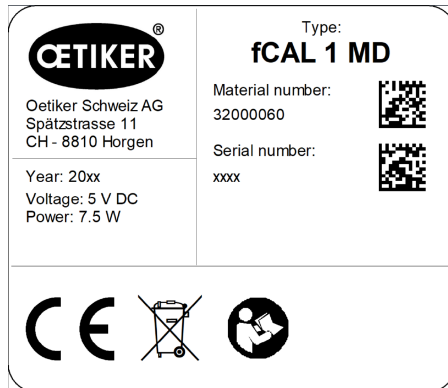 ŒTIKER®
Oetiker Schweiz AG
Spätzstrasse 11
CH - 8810 Horgen
Year: 20xx
Voltage: 5 V DC
Power: 7.5 W
Type:
fCAL 1 MD
Material number:
32000060
Serial number:
xxxx
CE